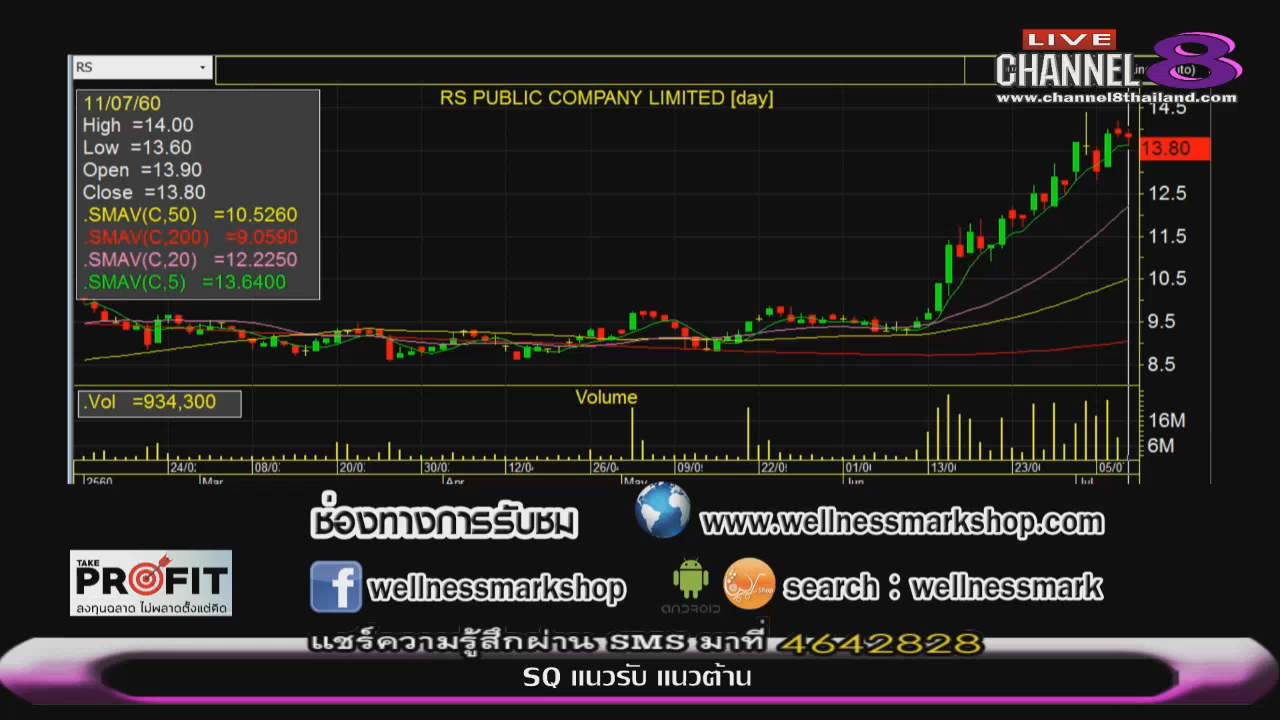 LIVE
CHANNEL 8
www.channel8thailand.com
RS
RS PUBLIC COMPANY LIMITED [day]
11/07/60
High =14.00
Low =13.60
Open =13.90
Close =13.80
.SMAV(C,50) =10.5260
.SMAV(C,200) =9.0590
.SMAV(C,20) =12.2250
.SMAV(C,5) =13.6400
14.5
13.80
12.5
11.5
10.5
9.5
8.5
.Vol =934,300
Volume
16M
6M
24/0 08/0 20/0 30/0 12/0 26/0 09/0 22/0 01/0 13/0 23/0 05/0
2560 Mar Apr May Jun Jul
ช่องทางการรับชม
www.wellnessmarkshop.com
TAKE
PROFIT
ลงทุนฉลาด ไม่พลาดตั้งแต่คิด
wellnessmarkshop
ANDROID
Shop
search : wellnessmark
แชร์ความรู้สึกผ่าน SMS มาที่ 4642828
SQ แนวรับ แนวต้าน